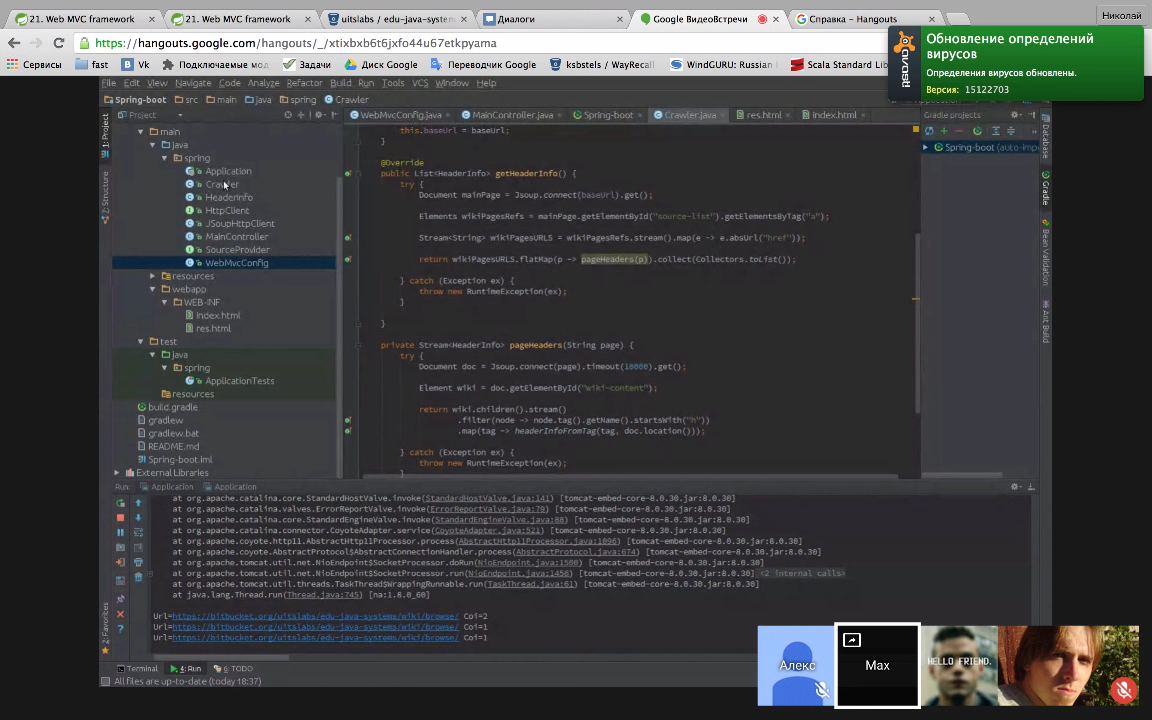 21. Web MVC framework
21. Web MVC framework
uitslabs / edu-java-system
Диалоги
Google ВидеоВстречи
Справка – Hangouts
Николай
https://hangouts.google.com/hangouts/_/xtixbxb6t6jxfo44u67etkpyama
Сервисы
fast
Vk
Подключаемые мод
Задачи
Диск Google
Переводчик Google
ksbstels / WayRecall
WindGURU: Russian F
Scala Standard Libra
Обновление определений
вирусов
Определения вирусов обновлены.
Версия: 15122703
avast!
File Edit View Navigate Code Analyze Refactor Build Run Tools VCS Window Help
Spring-boot src main java spring Crawler
Project
WebMvcConfig.java MainController.java Spring-boot Crawler.java res.html index.html
Gradle projects
Spring-boot (auto-impo
main
java
spring
Application
Crawler
HeaderInfo
HttpClient
JSoupHttpClient
MainController
SourceProvider
WebMvcConfig
resources
webapp
WEB-INF
index.html
res.html
test
java
spring
ApplicationTests
resources
build.gradle
gradlew
gradlew.bat
README.md
Spring-boot.iml
External Libraries
this.baseUrl = baseUrl;
}
@Override
public List<HeaderInfo> getHeaderInfo() {
try {
Document mainPage = Jsoup.connect(baseUrl).get();
Elements wikiPagesRefs = mainPage.getElementById("source-list").getElementsByTag("a");
Stream<String> wikiPagesURLS = wikiPagesRefs.stream().map(e -> e.absUrl("href"));
return wikiPagesURLS.flatMap(p -> pageHeaders(p)).collect(Collectors.toList());
} catch (Exception ex) {
throw new RuntimeException(ex);
}
}
private Stream<HeaderInfo> pageHeaders(String page) {
try {
Document doc = Jsoup.connect(page).timeout(10000).get();
Element wiki = doc.getElementById("wiki-content");
return wiki.children().stream()
.filter(node -> node.tag().getName().startsWith("h"))
.map(tag -> headerInfoFromTag(tag, doc.location()));
} catch (Exception ex) {
throw new RuntimeException(ex);
}
1: Project
7: Structure
2: Favorites
Database
Gradle
Bean Validation
Ant Build
Run: Application Application
at org.apache.catalina.core.StandardHostValve.invoke(StandardHostValve.java:141) [tomcat-embed-core-8.0.30.jar:8.0.30]
at org.apache.catalina.valves.ErrorReportValve.invoke(ErrorReportValve.java:79) [tomcat-embed-core-8.0.30.jar:8.0.30]
at org.apache.catalina.core.StandardEngineValve.invoke(StandardEngineValve.java:88) [tomcat-embed-core-8.0.30.jar:8.0.30]
at org.apache.catalina.connector.CoyoteAdapter.service(CoyoteAdapter.java:521) [tomcat-embed-core-8.0.30.jar:8.0.30]
at org.apache.coyote.http11.AbstractHttp11Processor.process(AbstractHttp11Processor.java:1096) [tomcat-embed-core-8.0.30.jar:8.0.30]
at org.apache.coyote.AbstractProtocol$AbstractConnectionHandler.process(AbstractProtocol.java:674) [tomcat-embed-core-8.0.30.jar:8.0.30]
at org.apache.tomcat.util.net.NioEndpoint$SocketProcessor.doRun(NioEndpoint.java:1500) [tomcat-embed-core-8.0.30.jar:8.0.30]
at org.apache.tomcat.util.net.NioEndpoint$SocketProcessor.run(NioEndpoint.java:1456) [tomcat-embed-core-8.0.30.jar:8.0.30] <2 internal calls>
at org.apache.tomcat.util.threads.TaskThread$WrappingRunnable.run(TaskThread.java:61) [tomcat-embed-core-8.0.30.jar:8.0.30]
at java.lang.Thread.run(Thread.java:745) [na:1.8.0_60]
Url=https://bitbucket.org/uitslabs/edu-java-systems/wiki/browse/ Coi=2
Url=https://bitbucket.org/uitslabs/edu-java-systems/wiki/browse/ Coi=1
Url=https://bitbucket.org/uitslabs/edu-java-systems/wiki/browse/ Coi=1
Terminal 4: Run 6: TODO
All files are up-to-date (today 18:37)
Алекс
Max
HELLO FRIEND.